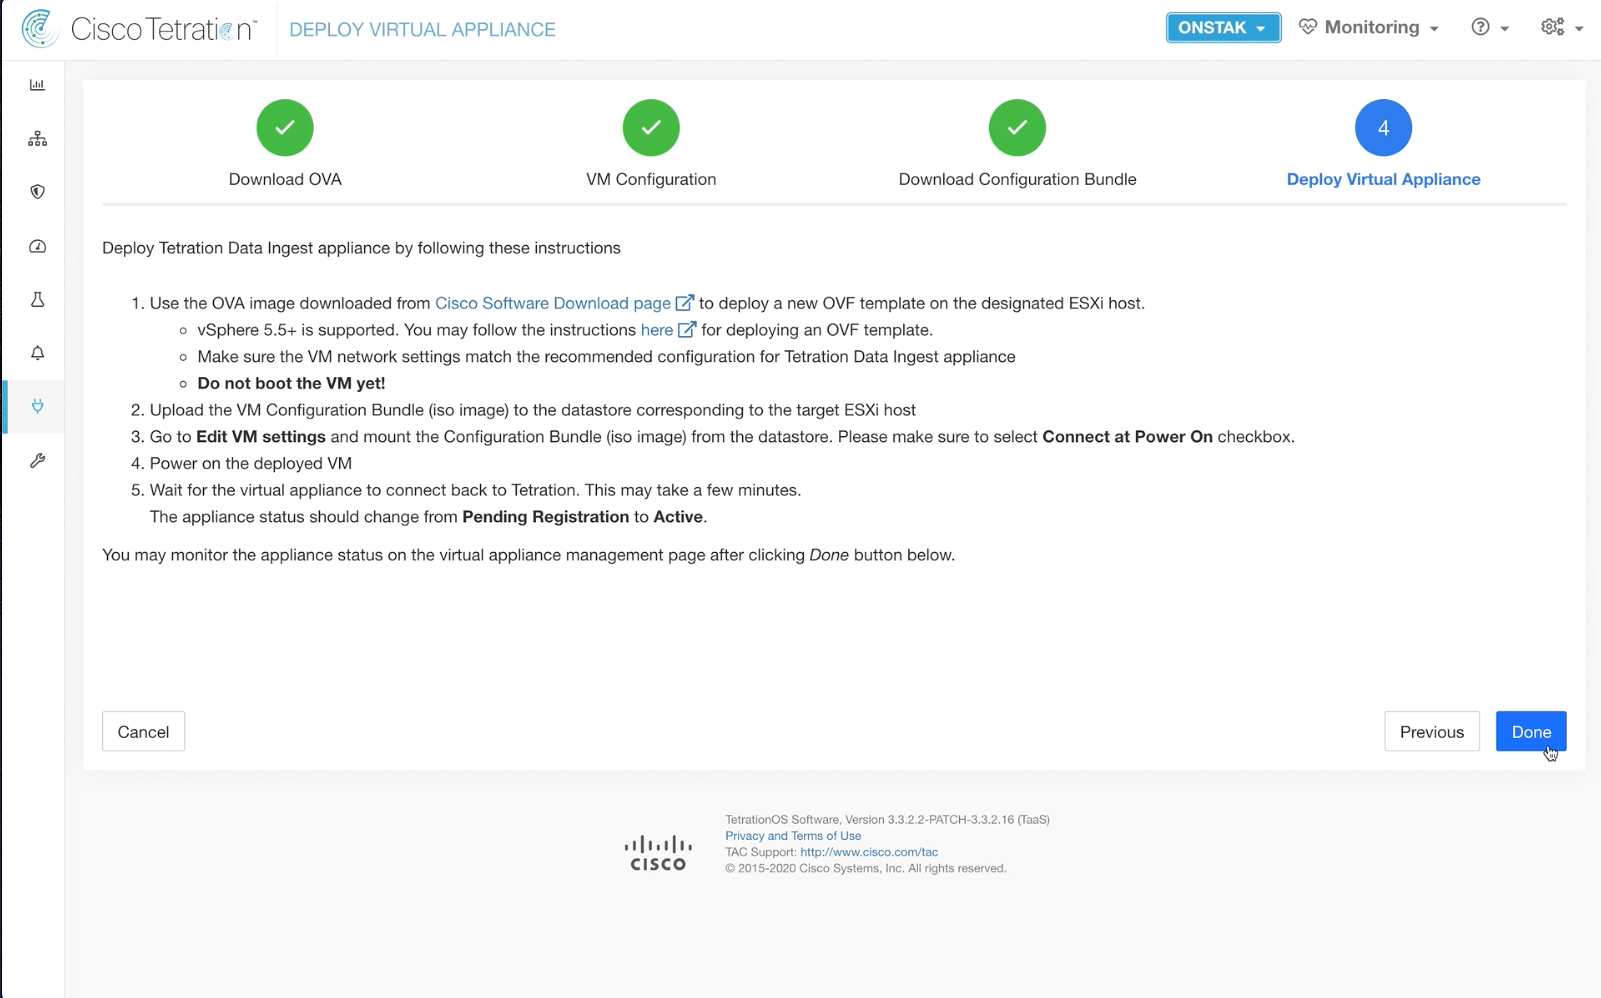 Cisco Tetration™ DEPLOY VIRTUAL APPLIANCE ONSTAK Monitoring ?
4
Download OVA VM Configuration Download Configuration Bundle Deploy Virtual Appliance
Deploy Tetration Data Ingest appliance by following these instructions
1. Use the OVA image downloaded from Cisco Software Download page to deploy a new OVF template on the designated ESXi host.
vSphere 5.5+ is supported. You may follow the instructions here for deploying an OVF template.
Make sure the VM network settings match the recommended configuration for Tetration Data Ingest appliance
Do not boot the VM yet!
2. Upload the VM Configuration Bundle (iso image) to the datastore corresponding to the target ESXi host
3. Go to Edit VM settings and mount the Configuration Bundle (iso image) from the datastore. Please make sure to select Connect at Power On checkbox.
4. Power on the deployed VM
5. Wait for the virtual appliance to connect back to Tetration. This may take a few minutes.
The appliance status should change from Pending Registration to Active.
You may monitor the appliance status on the virtual appliance management page after clicking Done button below.
Cancel Previous Done
TetrationOS Software, Version 3.3.2.2-PATCH-3.3.2.16 (TaaS)
Privacy and Terms of Use
TAC Support: http://www.cisco.com/tac
© 2015-2020 Cisco Systems, Inc. All rights reserved.
CISCO